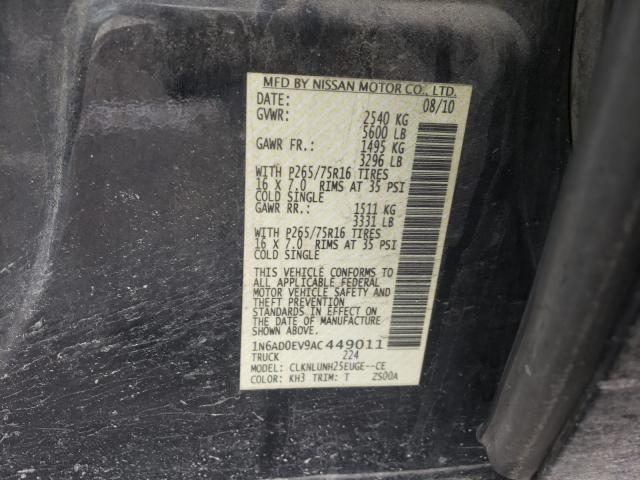 MFD BY NISSAN MOTOR CO., LTD.
DATE: 08/10
GVWR: 2540 KG
5600 LB
GAWR FR.: 1495 KG
3296 LB
WITH P265/75R16 TIRES
16 X 7.0 RIMS AT 35 PSI
COLD SINGLE
GAWR RR.: 1511 KG
3331 LB
WITH P265/75R16 TIRES
16 X 7.0 RIMS AT 35 PSI
COLD SINGLE
THIS VEHICLE CONFORMS TO
ALL APPLICABLE FEDERAL
MOTOR VEHICLE SAFETY AND
THEFT PREVENTION
STANDARDS IN EFFECT ON
THE DATE OF MANUFACTURE
SHOWN ABOVE.
1N6AD0EV9AC449011
TRUCK 224
MODEL: CLKNLUNH25EUGE--CE
COLOR: KH3 TRIM: T ZS00A